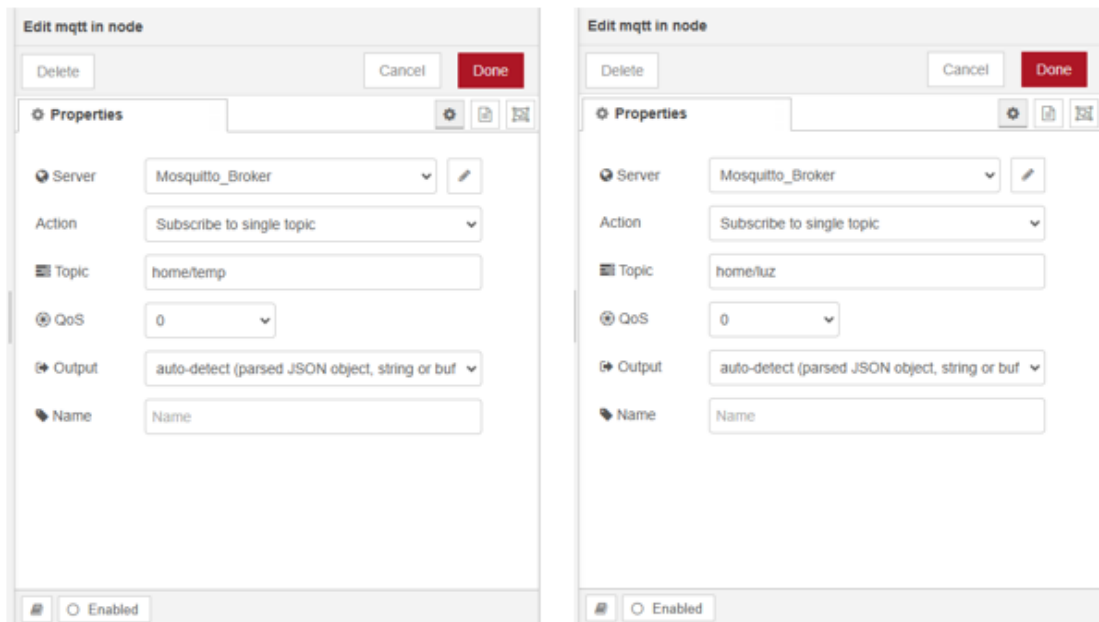 Edit mqtt in node
Delete
Cancel
Done
Properties
Server
Mosquitto_Broker
Action
Subscribe to single topic
Topic
home/temp
QoS
0
Output
auto-detect (parsed JSON object, string or buf
Name
Name
Enabled
Edit mqtt in node
Delete
Cancel
Done
Properties
Server
Mosquitto_Broker
Action
Subscribe to single topic
Topic
home/luz
QoS
0
Output
auto-detect (parsed JSON object, string or buf
Name
Name
Enabled